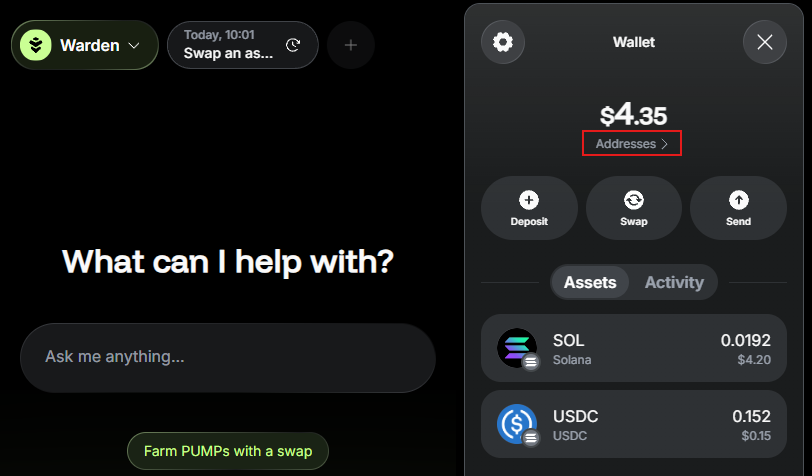 Warden
Today, 10:01
Swap an as...
What can I help with?
Ask me anything...
Farm PUMPs with a swap
Wallet
$4.35
Addresses
Deposit
Swap
Send
Assets
Activity
SOL
0.0192
Solana
$4.20
USDC
0.152
USDC
$0.15